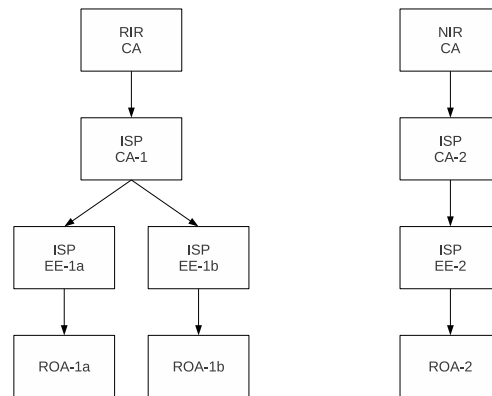 RIR
CA
NIR
CA
ISP
CA-1
ISP
CA-2
ISP
EE-1a
ISP
EE-1b
ISP
EE-2
ROA-1a
ROA-1b
ROA-2